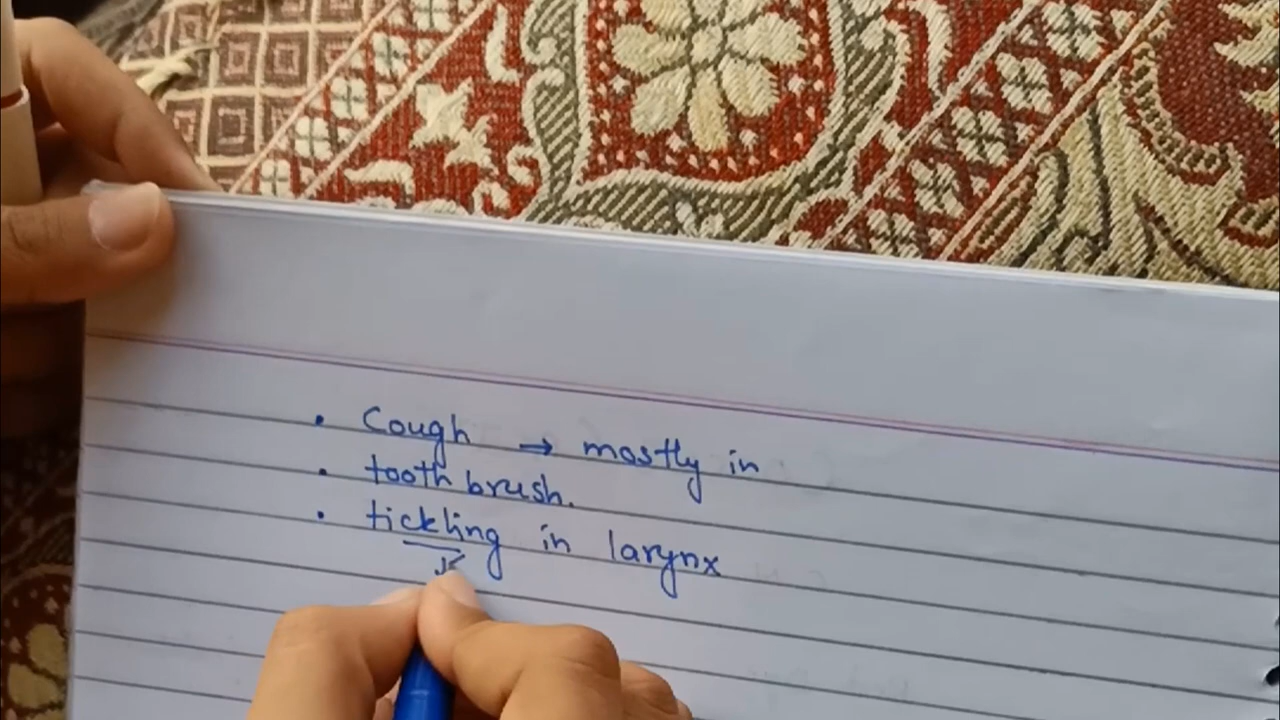 • Cough → mostly in
• tooth brush.
• tickling in larynx